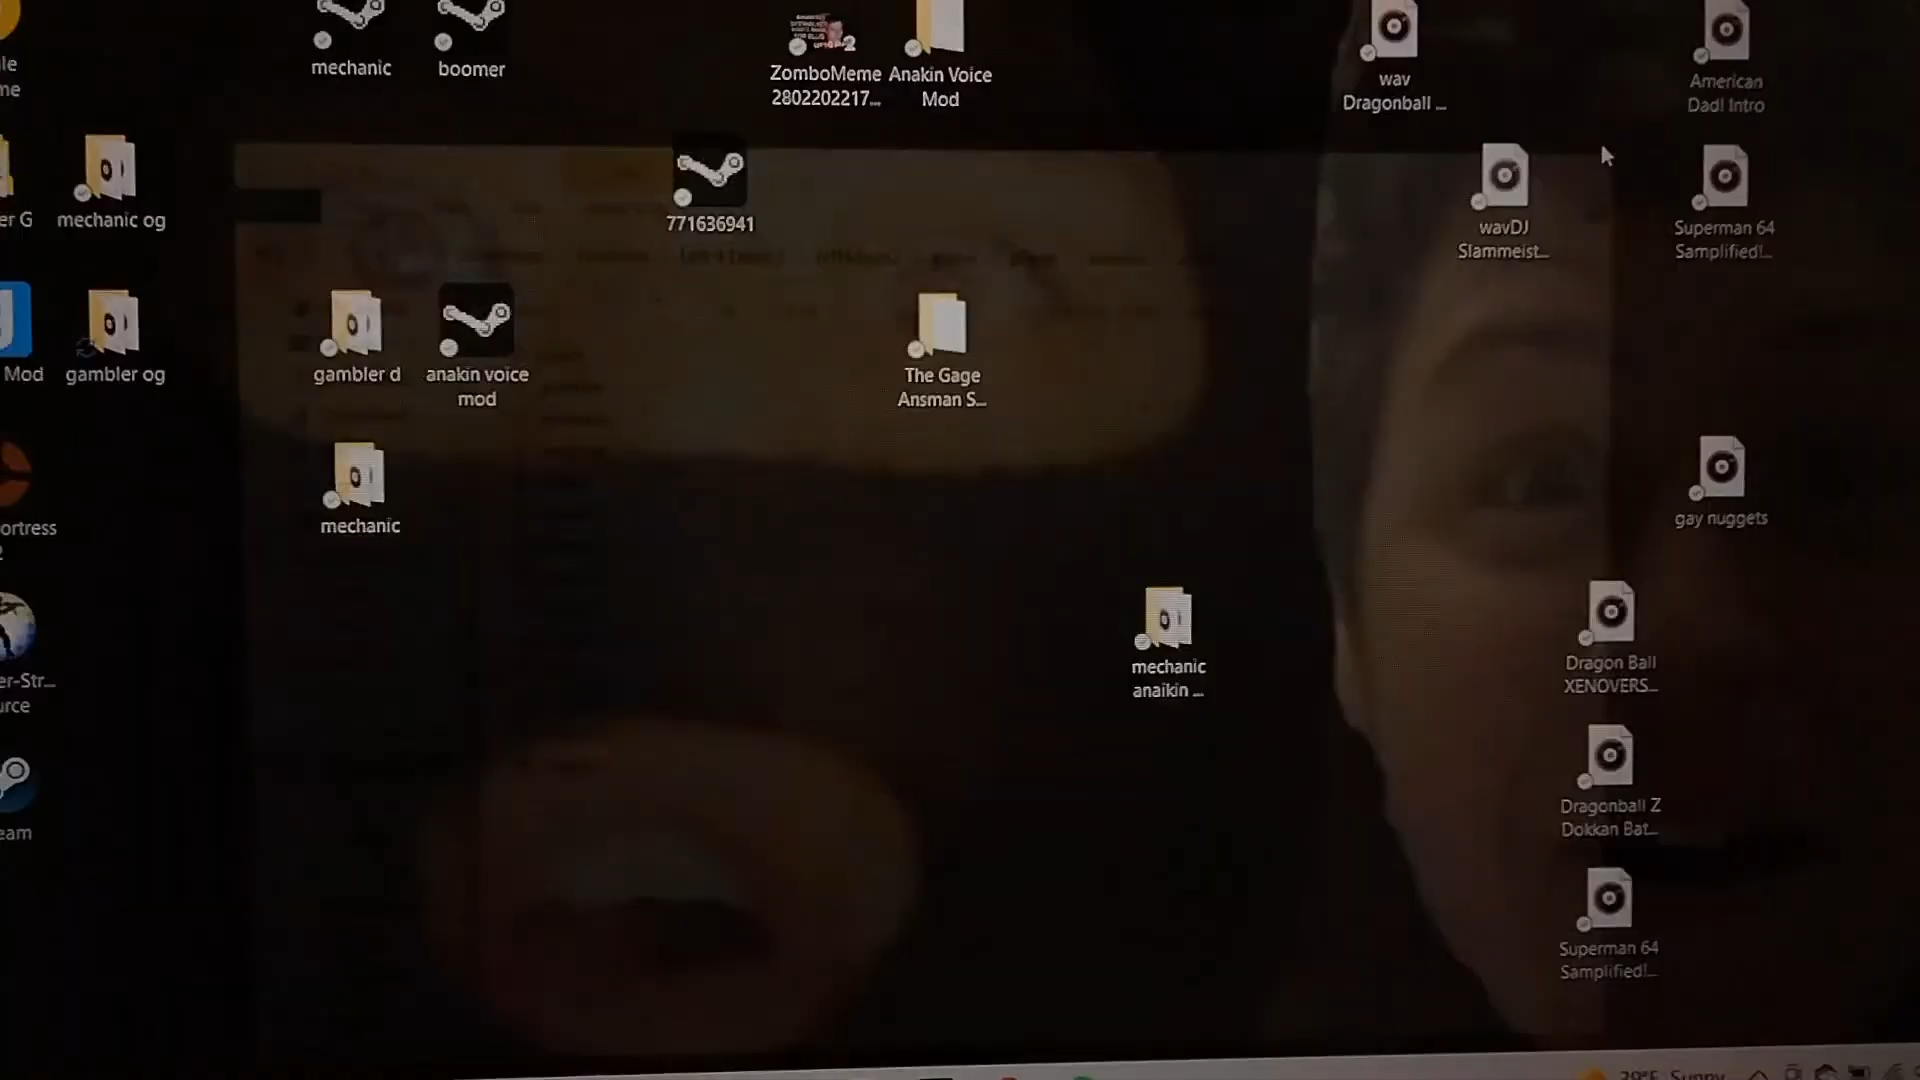 le
me
mechanic
boomer
ZomboMeme
2802202217...
Anakin Voice
Mod
wav
Dragonball ...
American
Dad! Intro
er G
mechanic og
771636941
wavDJ
Slammeist...
Superman 64
Samplified!...
Mod
gambler og
gambler d
anakin voice
mod
The Gage
Ansman S...
ortress
2
mechanic
gay nuggets
er-Str...
urce
mechanic
anaikin ...
Dragon Ball
XENOVERS...
eam
Dragonball Z
Dokkan Bat...
Superman 64
Samplified!...
Sunny